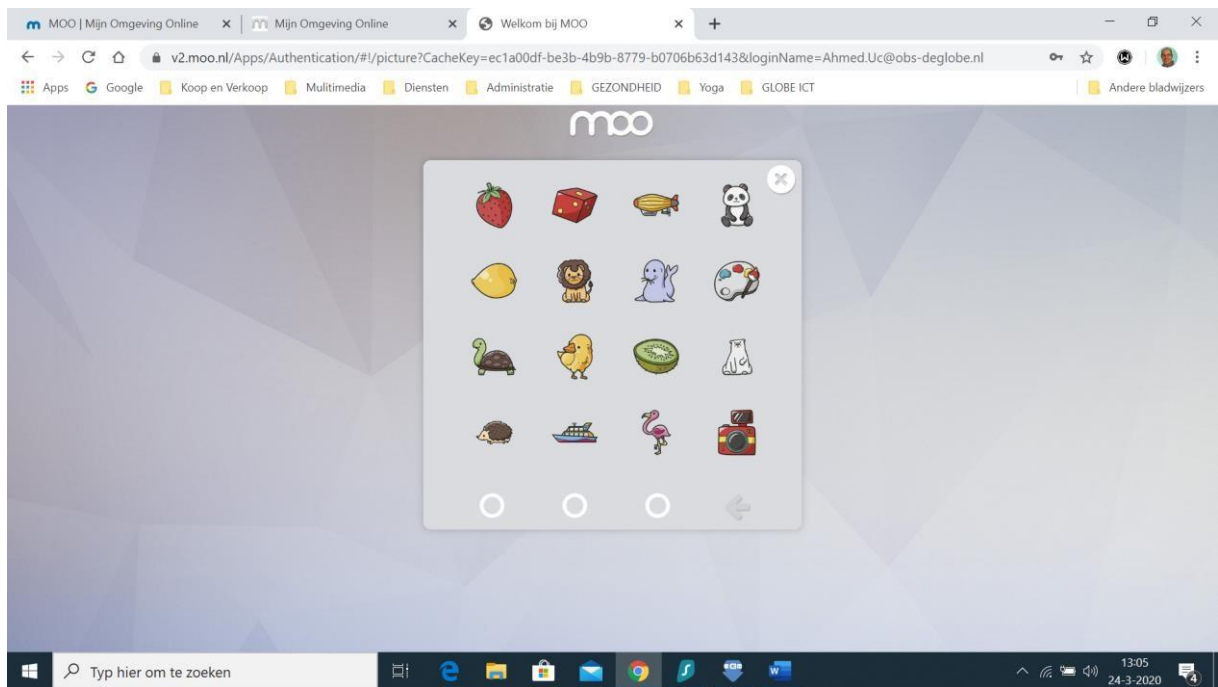 MOO | Mijn Omgeving Online
Mijn Omgeving Online
Welkom bij MOO
v2.moo.nl/Apps/Authentication/#!/picture?CacheKey=ec1a00df-be3b-4b9b-8779-b0706b63d143&loginName=Ahmed.Uc@obs-deglobe.nl
Apps Google Koop en Verkoop Mulitimedia Diensten Administratie GEZONDHEID Yoga GLOBE ICT Andere bladwijzers
moo
Typ hier om te zoeken
13:05
24-3-2020
4